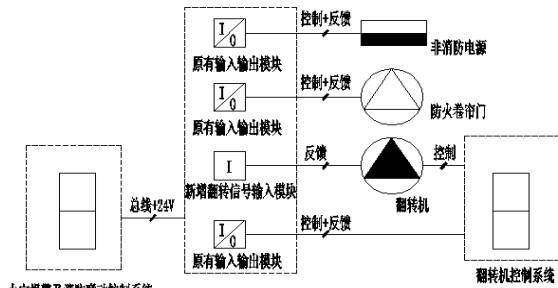 I/O
控制+反馈
非消防电源
原有输入输出模块
I/O
控制+反馈
防火卷帘门
原有输入输出模块
I
反馈
控制
新增翻转信号输入模块
翻转机
总线+24V
I/O
控制+反馈
原有输入输出模块
翻转机控制系统